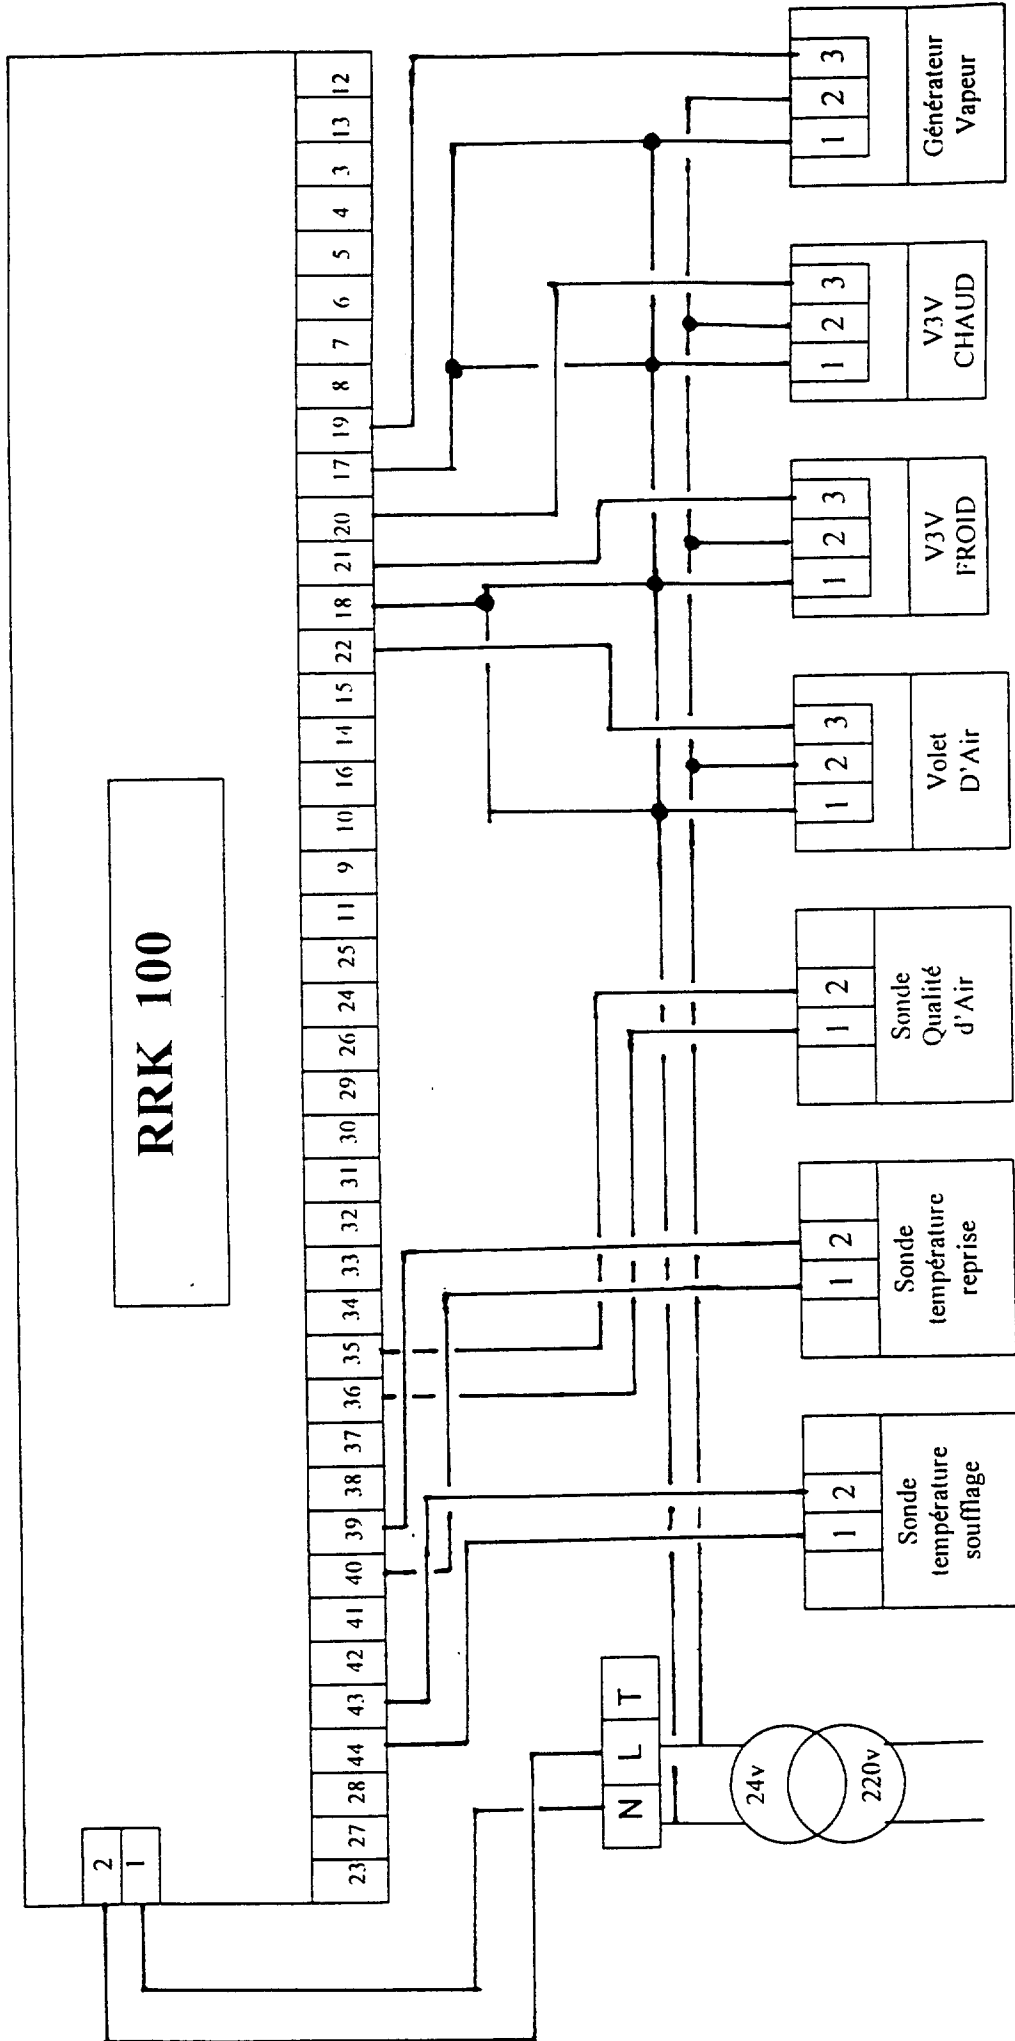 RRK 100
2
1
23 27 28 44 43 42 41 40 39 38 37 36 35 34 33 32 31 30 29 26 24 25 11 9 10 16 14 15 22 18 21 20 17 19 8 7 6 5 4 3 13 12
N L T
24v
220v
1 2
Sonde
température
soufflage
1 2
Sonde
température
reprise
1 2
Sonde
Qualité
d'Air
1 2 3
Volet
D'Air
1 2 3
V3V
FROID
1 2 3
V3V
CHAUD
1 2 3
Générateur
Vapeur